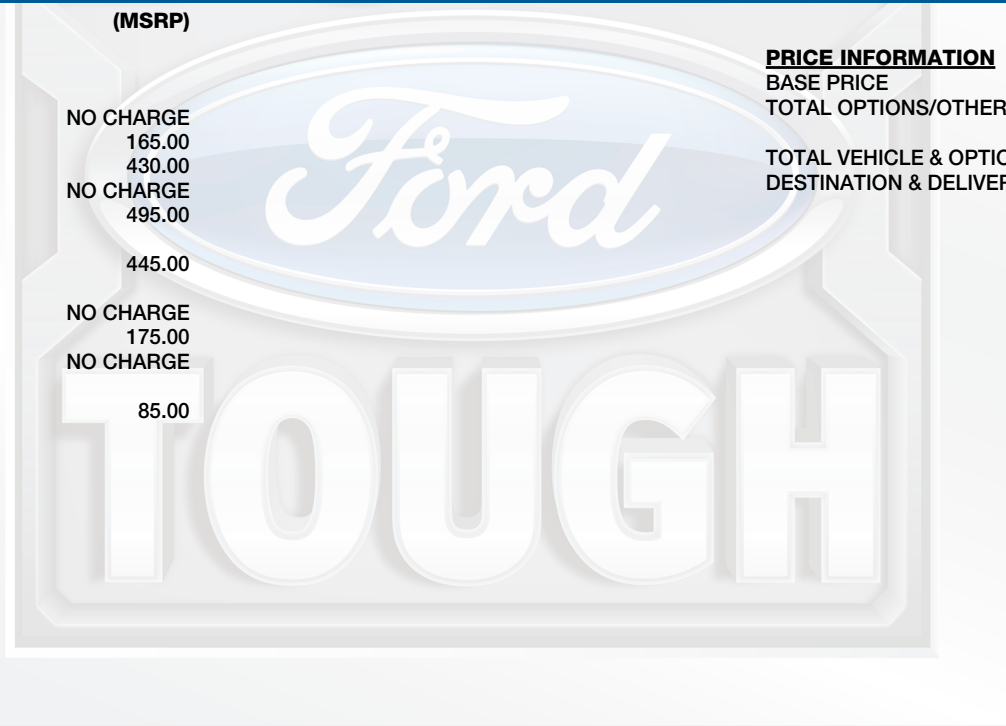 (MSRP)
NO CHARGE
165.00
430.00
NO CHARGE
495.00
445.00
NO CHARGE
175.00
NO CHARGE
85.00
PRICE INFORMATION
BASE PRICE
TOTAL OPTIONS/OTHER
TOTAL VEHICLE & OPTIO
DESTINATION & DELIVER
Ford
TOUGH